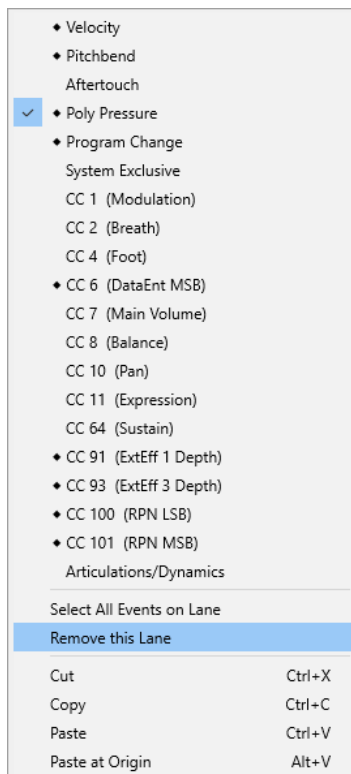 ◆ Velocity
◆ Pitchbend
Aftertouch
✓ ◆ Poly Pressure
◆ Program Change
System Exclusive
CC 1 (Modulation)
CC 2 (Breath)
CC 4 (Foot)
◆ CC 6 (DataEnt MSB)
CC 7 (Main Volume)
CC 8 (Balance)
CC 10 (Pan)
CC 11 (Expression)
CC 64 (Sustain)
◆ CC 91 (ExtEff 1 Depth)
◆ CC 93 (ExtEff 3 Depth)
◆ CC 100 (RPN LSB)
◆ CC 101 (RPN MSB)
Articulations/Dynamics
Select All Events on Lane
Remove this Lane
Cut Ctrl+X
Copy Ctrl+C
Paste Ctrl+V
Paste at Origin Alt+V